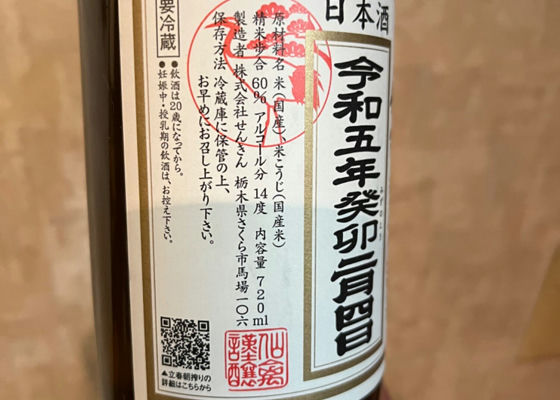 日本酒
令和五年癸卯二月四日
みずのとう
原材料名 米(国産)、米こうじ(国産米)
精米歩合 60% アルコール分 14度 内容量 720ml
製造者 株式会社せんきん 栃木県さくら市馬場一〇六
保存方法 冷蔵庫に保管の上、
お早めにお召し上がり下さい。
要冷蔵
●飲酒は20歳になってから。
●妊娠中・授乳期の飲酒は、お控え下さい。
仙禽
謹醸
▲立春朝搾りの
詳細はこちらから